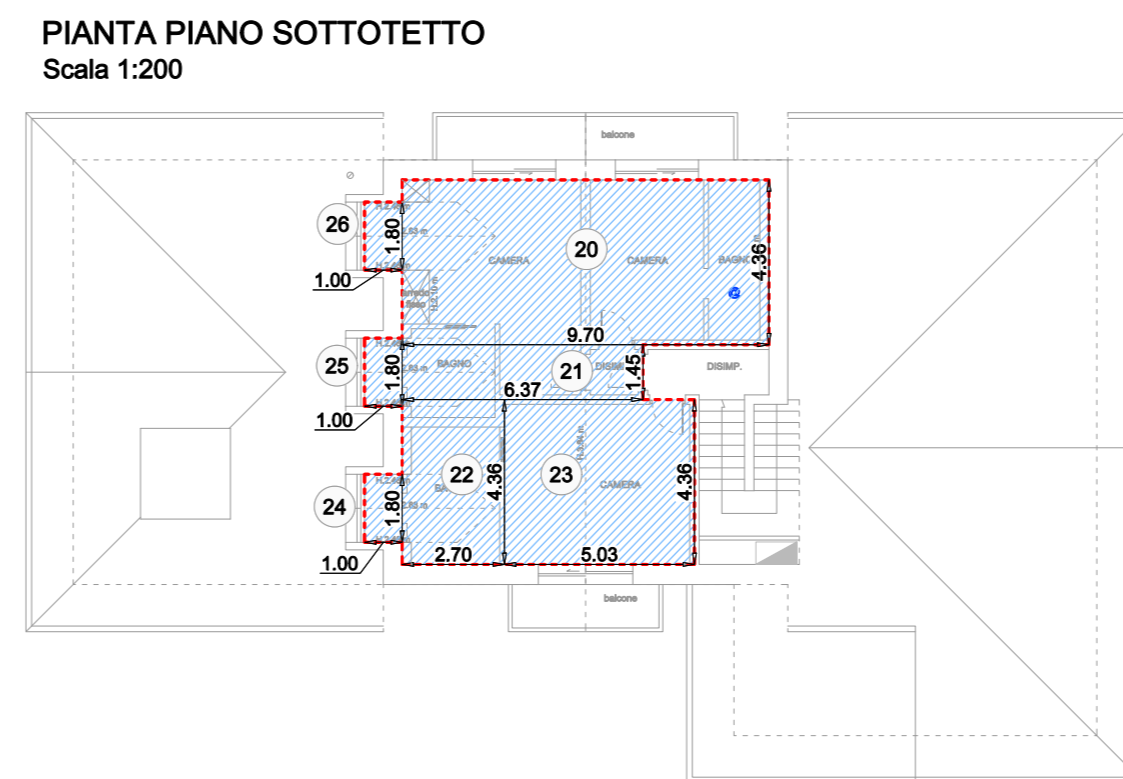 PIANTA PIANO SOTTOTETTO
Scala 1:200
balcone
26
1.80
1.00
20
CAMERA
CAMERA
BAGNO
4.36
H.2.10 m
9.70
25
1.80
1.00
BAGNO
21
1.45
DISIMP.
6.37
24
1.80
1.00
22
4.36
23
CAMERA
4.36
2.70
5.03
balcone